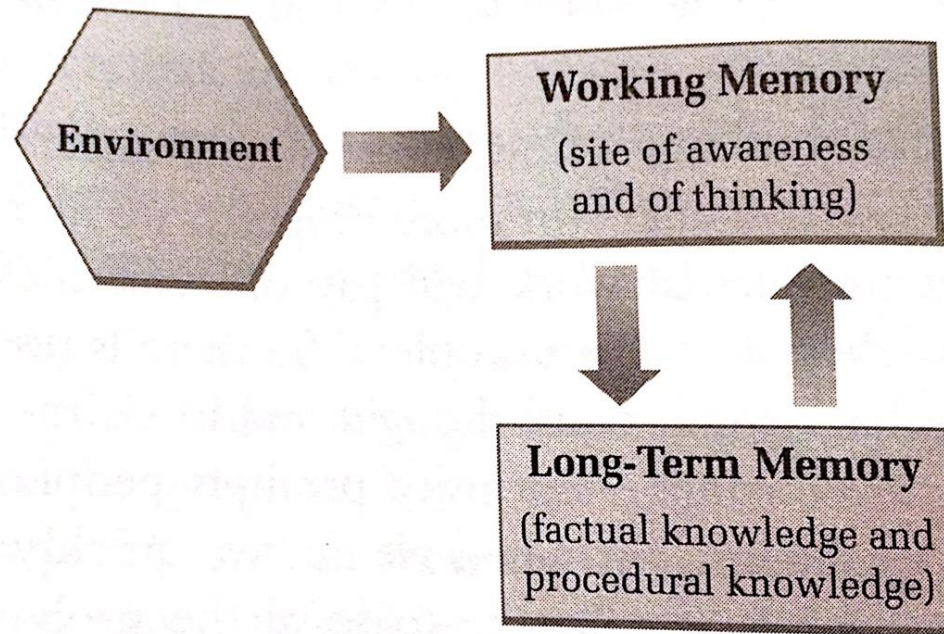 Environment
Working Memory
(site of awareness
and of thinking)
Long-Term Memory
(factual knowledge and
procedural knowledge)